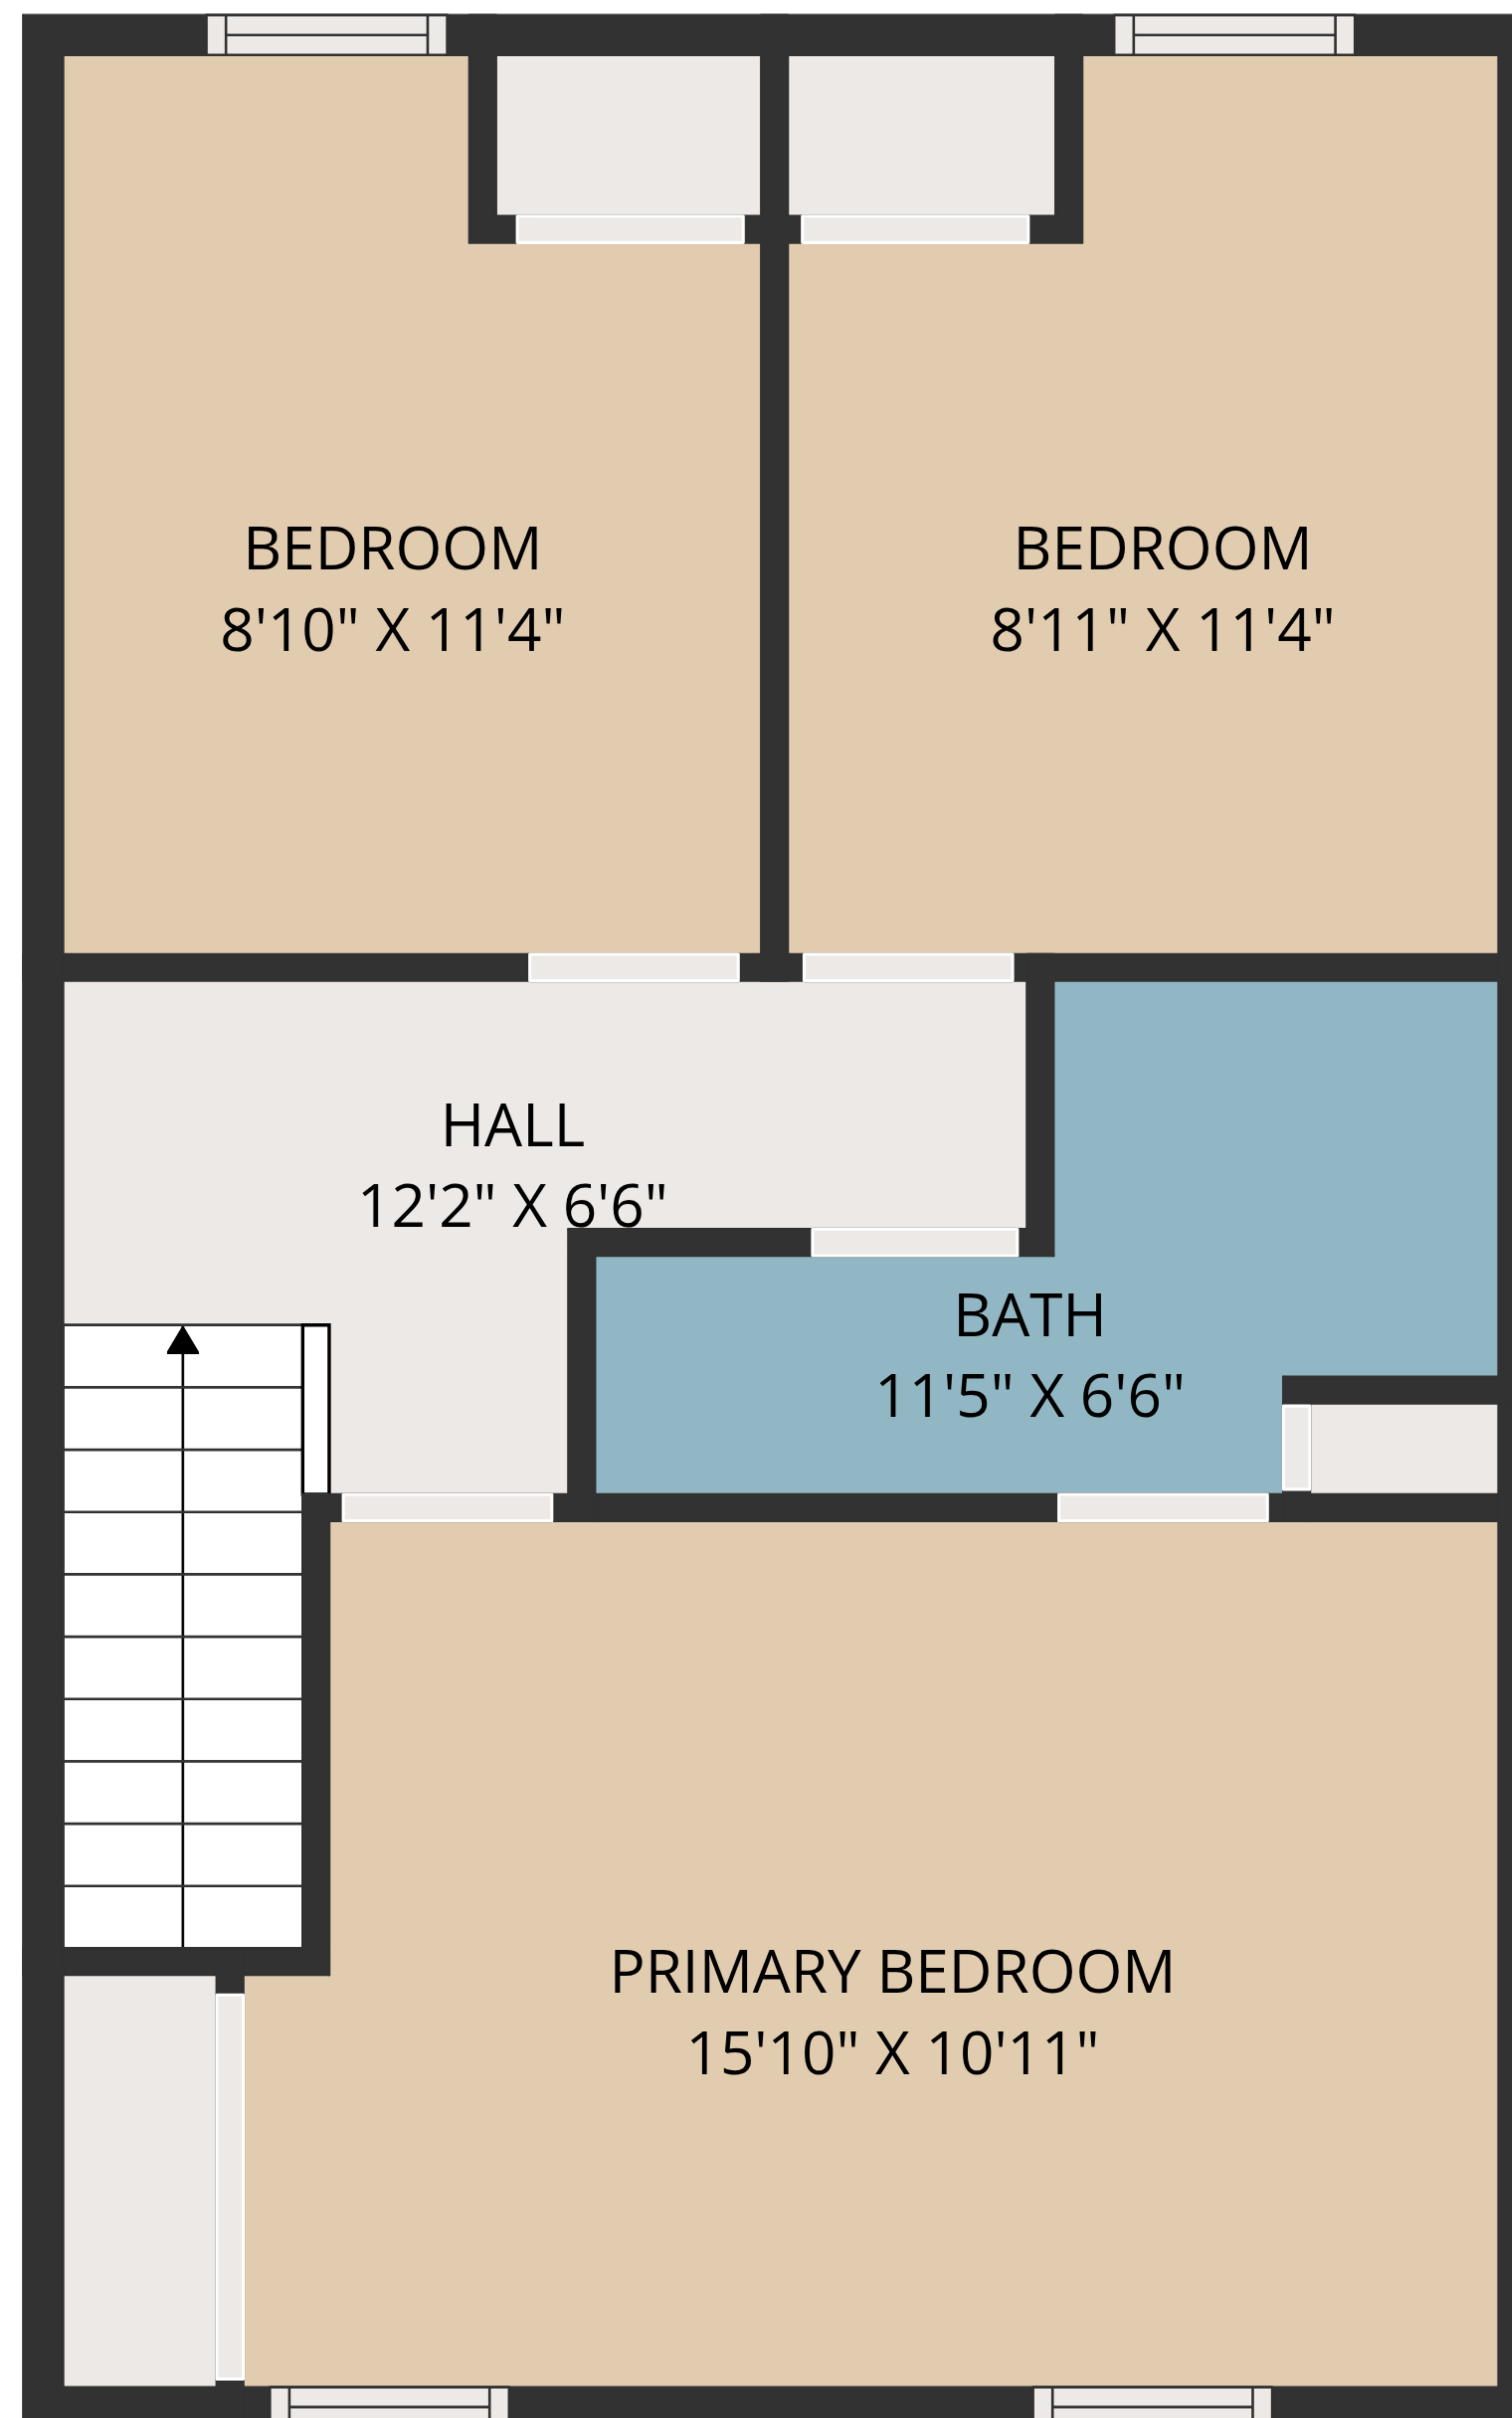 BEDROOM
8'10" X 11'4"
BEDROOM
8'11" X 11'4"
HALL
12'2" X 6'6"
BATH
11'5" X 6'6"
PRIMARY BEDROOM
15'10" X 10'11"